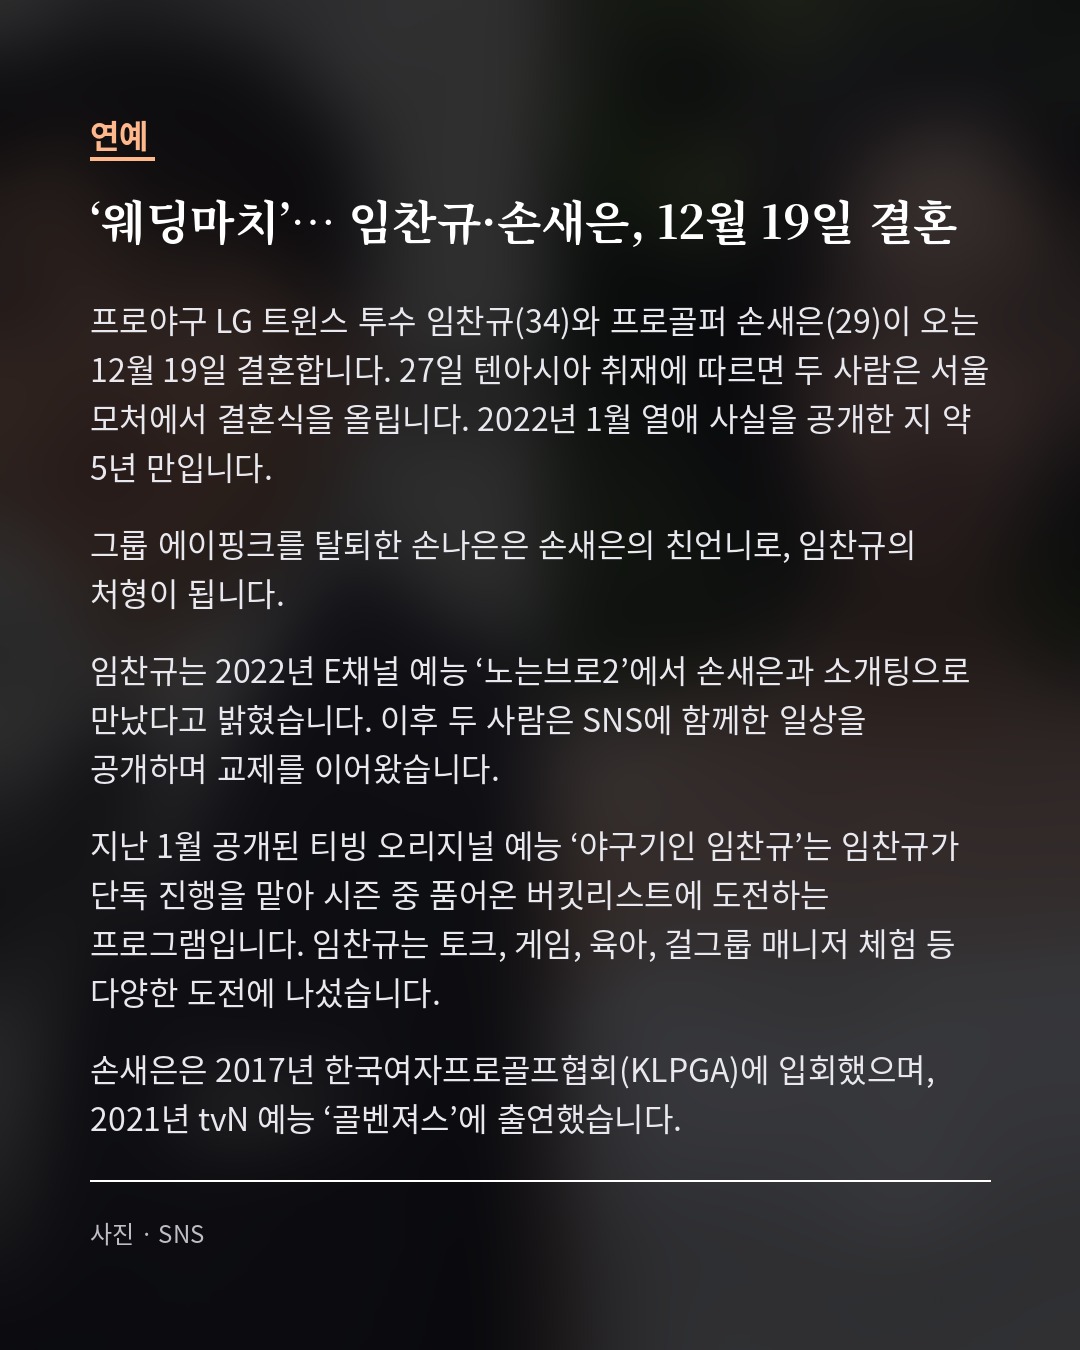 연예
‘웨딩마치’… 임찬규·손새은, 12월 19일 결혼
프로야구 LG 트윈스 투수 임찬규(34)와 프로골퍼 손새은(29)이 오는
12월 19일 결혼합니다. 27일 텐아시아 취재에 따르면 두 사람은 서울
모처에서 결혼식을 올립니다. 2022년 1월 열애 사실을 공개한 지 약
5년 만입니다.
그룹 에이핑크를 탈퇴한 손나은은 손새은의 친언니로, 임찬규의
처형이 됩니다.
임찬규는 2022년 E채널 예능 ‘노는브로2’에서 손새은과 소개팅으로
만났다고 밝혔습니다. 이후 두 사람은 SNS에 함께한 일상을
공개하며 교제를 이어왔습니다.
지난 1월 공개된 티빙 오리지널 예능 ‘야구기인 임찬규’는 임찬규가
단독 진행을 맡아 시즌 중 품어온 버킷리스트에 도전하는
프로그램입니다. 임찬규는 토크, 게임, 육아, 걸그룹 매니저 체험 등
다양한 도전에 나섰습니다.
손새은은 2017년 한국여자프로골프협회(KLPGA)에 입회했으며,
2021년 tvN 예능 ‘골벤져스’에 출연했습니다.
사진 · SNS